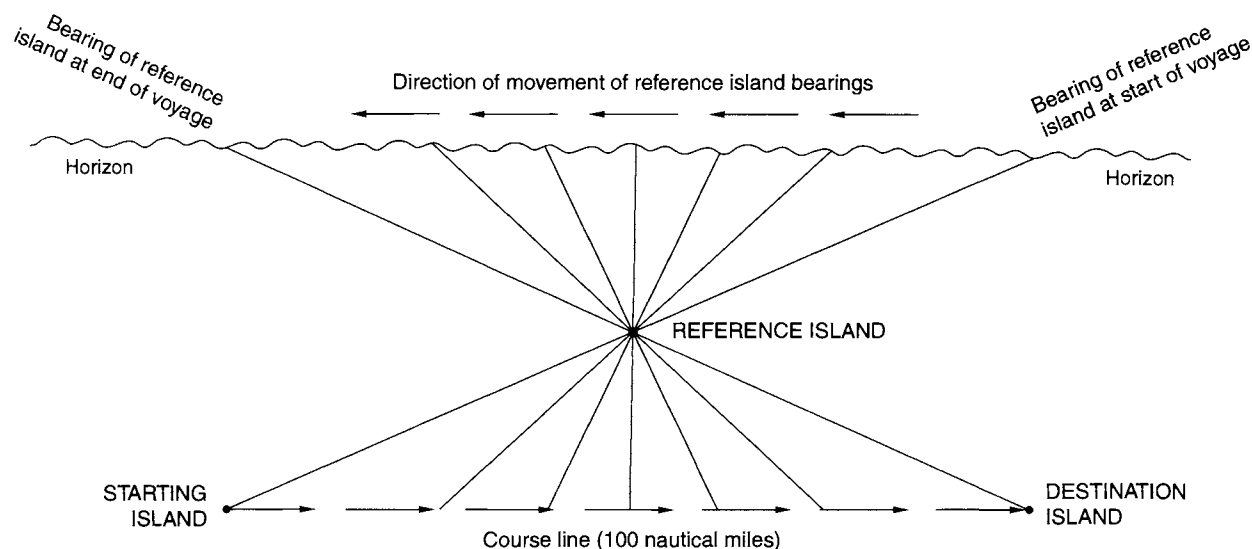 Bearing of reference
island at end of voyage
Direction of movement of reference island bearings
Bearing of reference
island at start of voyage
Horizon
Horizon
REFERENCE ISLAND
STARTING
ISLAND
DESTINATION
ISLAND
Course line (100 nautical miles)